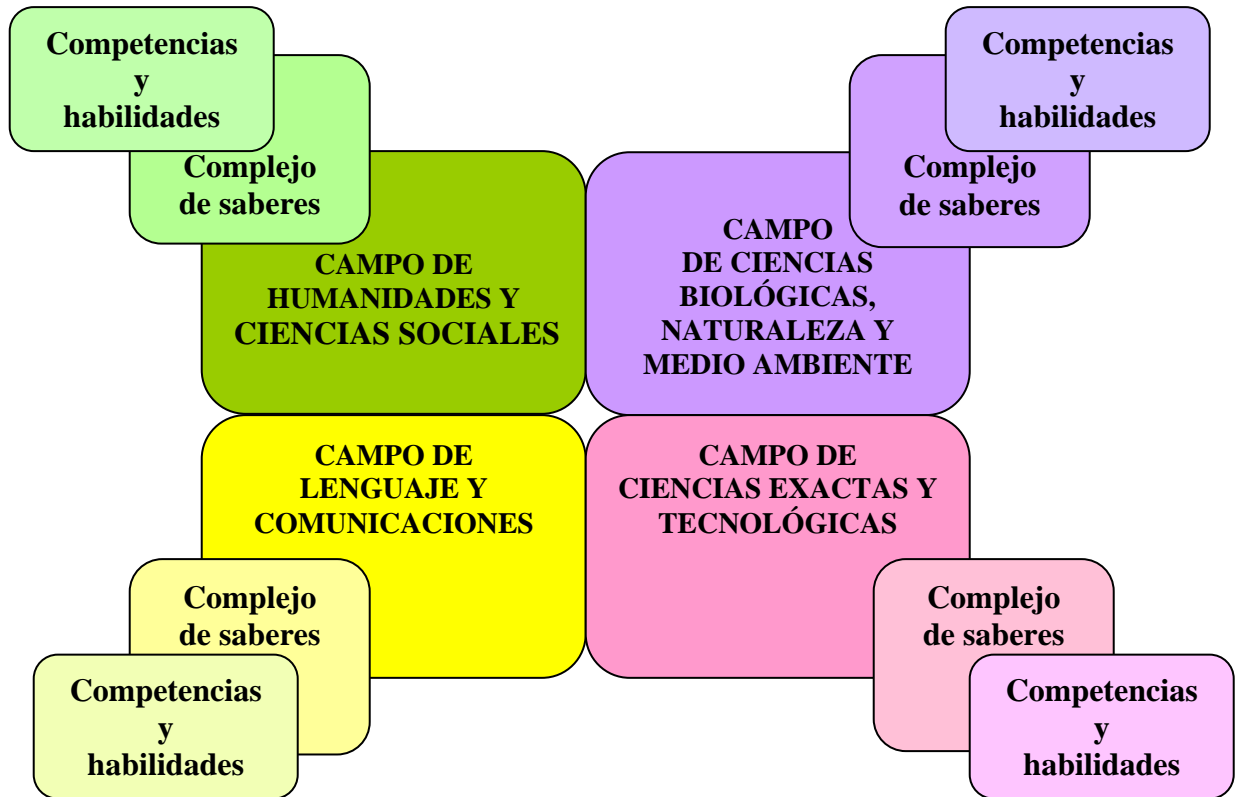 Competencias
y
habilidades
Complejo
de saberes
CAMPO DE
HUMANIDADES Y
CIENCIAS SOCIALES
Competencias
y
habilidades
Complejo
de saberes
CAMPO
DE CIENCIAS
BIOLÓGICAS,
NATURALEZA Y
MEDIO AMBIENTE
CAMPO DE
LENGUAJE Y
COMUNICACIONES
Complejo
de saberes
Competencias
y
habilidades
CAMPO DE
CIENCIAS EXACTAS Y
TECNOLÓGICAS
Complejo
de saberes
Competencias
y
habilidades